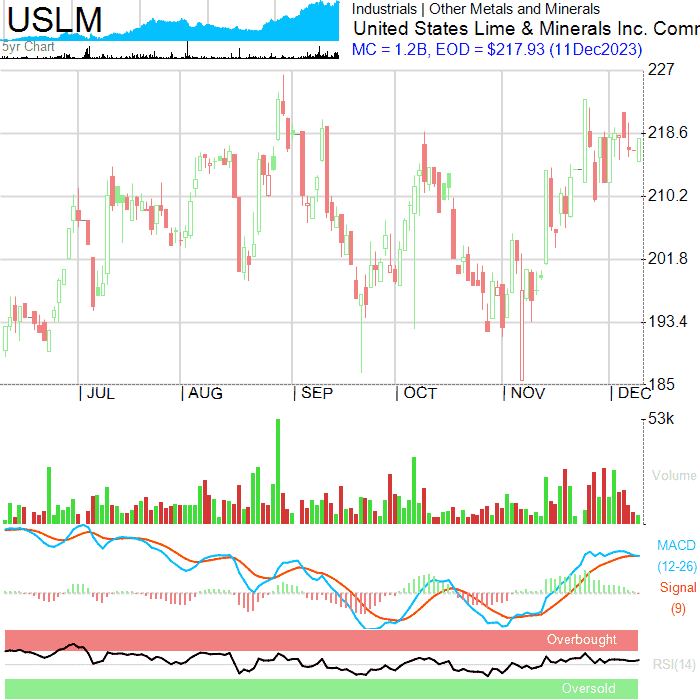 USLM
5yr Chart
Industrials | Other Metals and Minerals
United States Lime & Minerals Inc. Comr
MC = 1.2B, EOD = $217.93 (11Dec2023)
227
218.6
210.2
201.8
193.4
185
JUL AUG SEP OCT NOV DEC
53k
Volume
MACD
(12-26)
Signal
(9)
Overbought
RSI(14)
Oversold